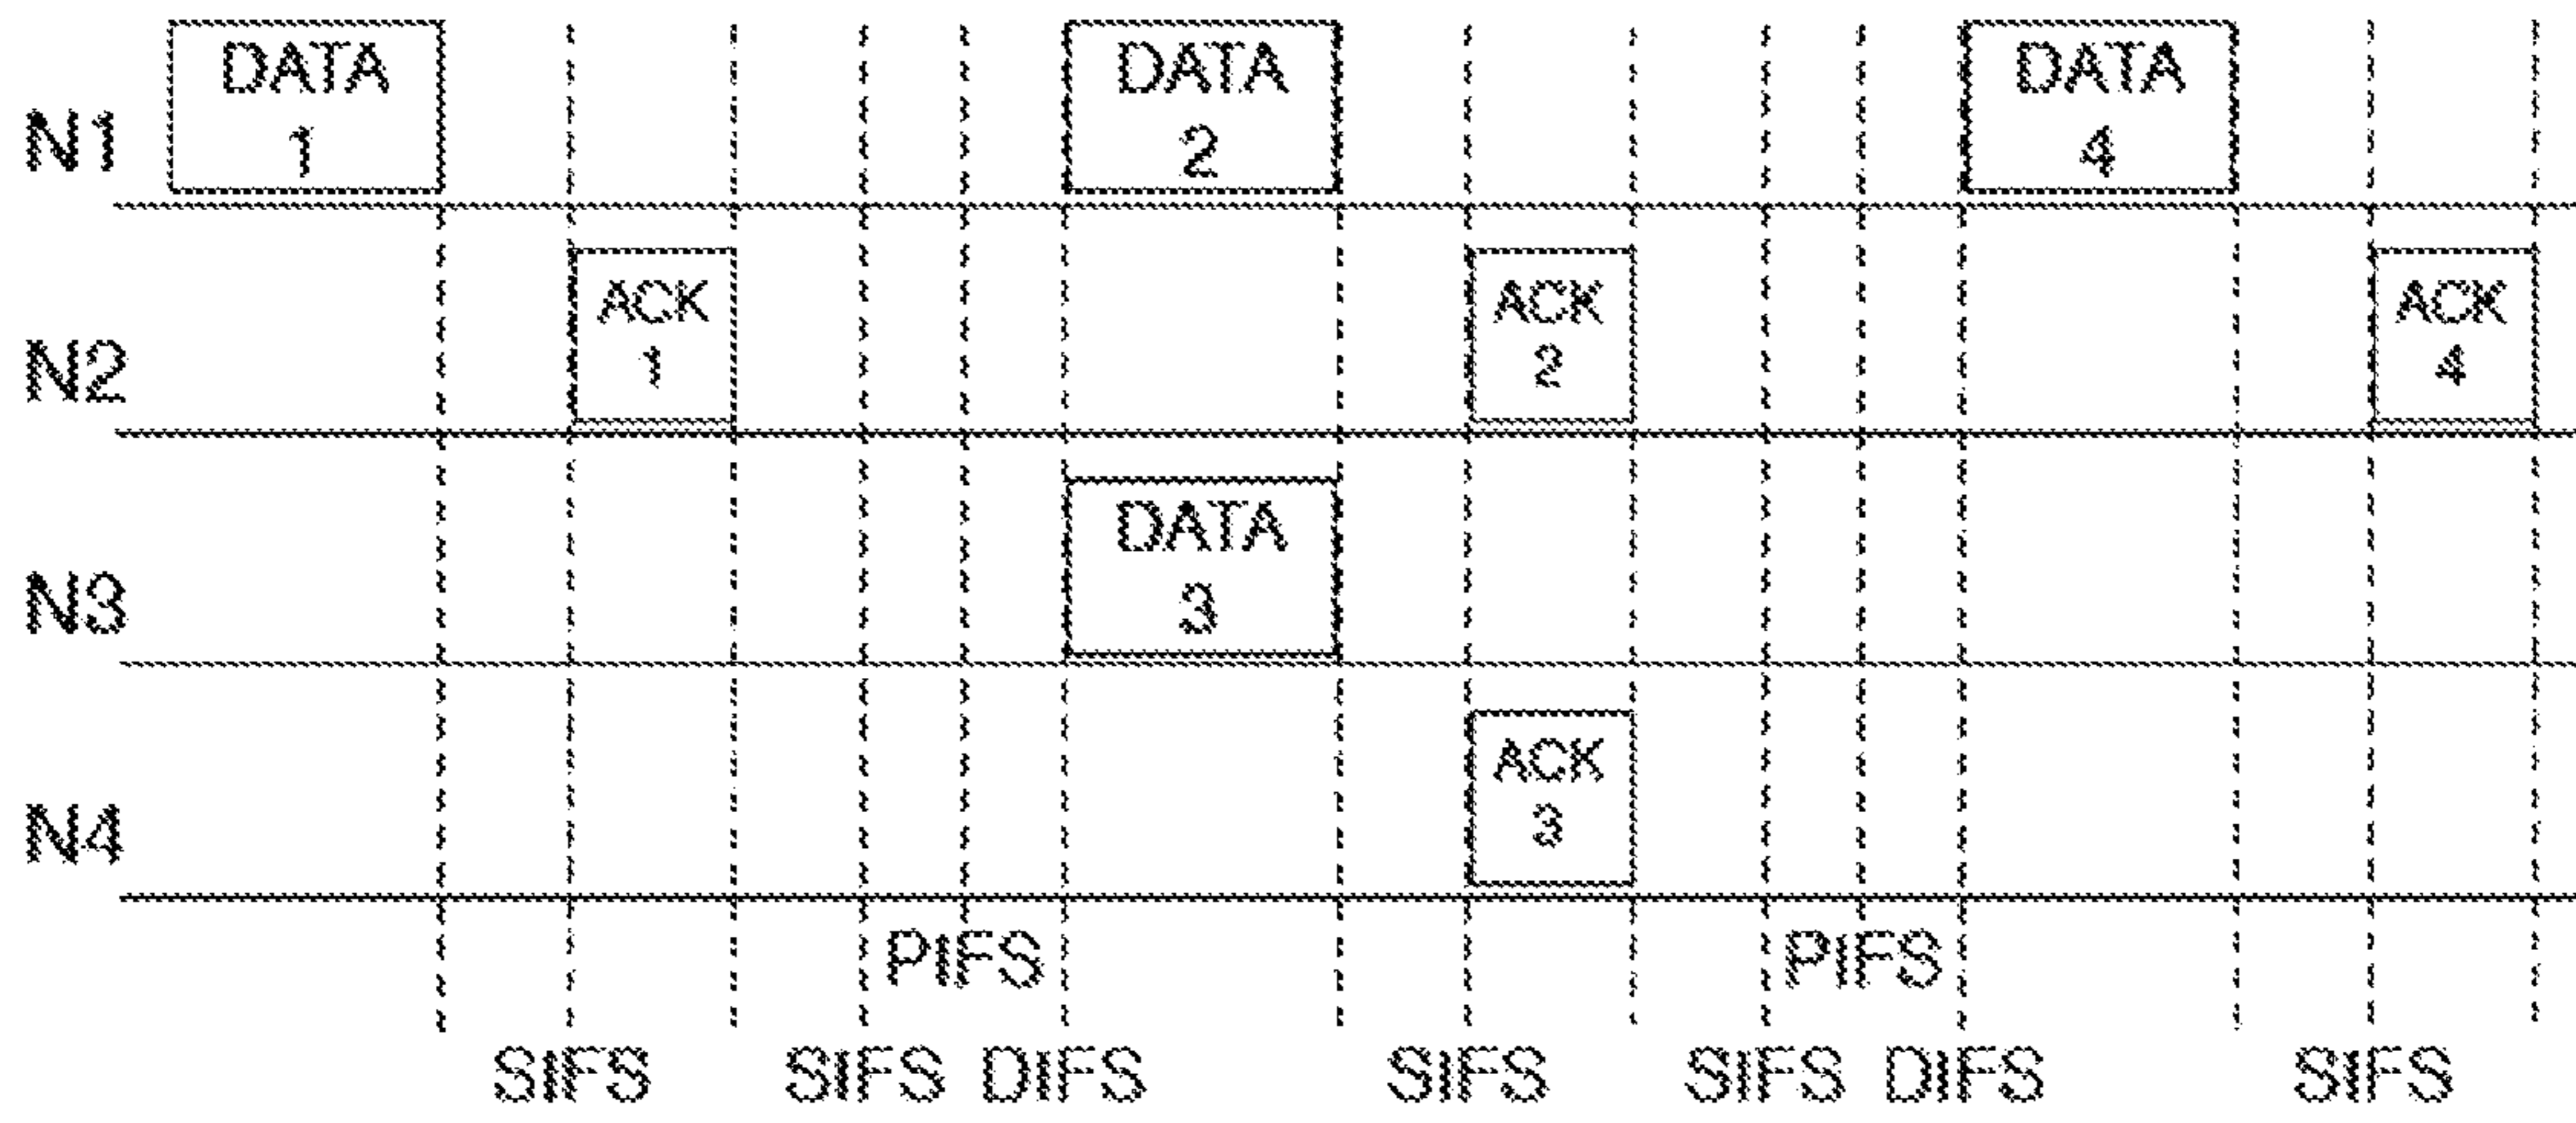 DATA
1
DATA
2
DATA
4
N1
ACK
1
ACK
2
ACK
4
N2
DATA
3
N3
ACK
3
N4
PIFS PIFS
SIFS SIFS DIFS SIFS SIFS DIFS SIFS